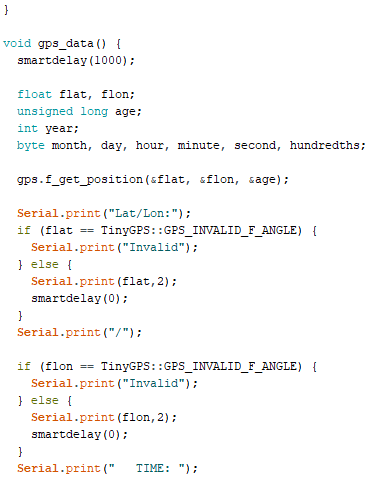 }
void gps_data() {
  smartdelay(1000);
  float flat, flon;
  unsigned long age;
  int year;
  byte month, day, hour, minute, second, hundredths;
  gps.f_get_position(&flat, &flon, &age);
  Serial.print("Lat/Lon:");
  if (flat == TinyGPS::GPS_INVALID_F_ANGLE) {
    Serial.print("Invalid");
  } else {
    Serial.print(flat,2);
    smartdelay(0);
  }
  Serial.print("/");
  if (flon == TinyGPS::GPS_INVALID_F_ANGLE) {
    Serial.print("Invalid");
  } else {
    Serial.print(flon,2);
    smartdelay(0);
  }
  Serial.print("   TIME: ");